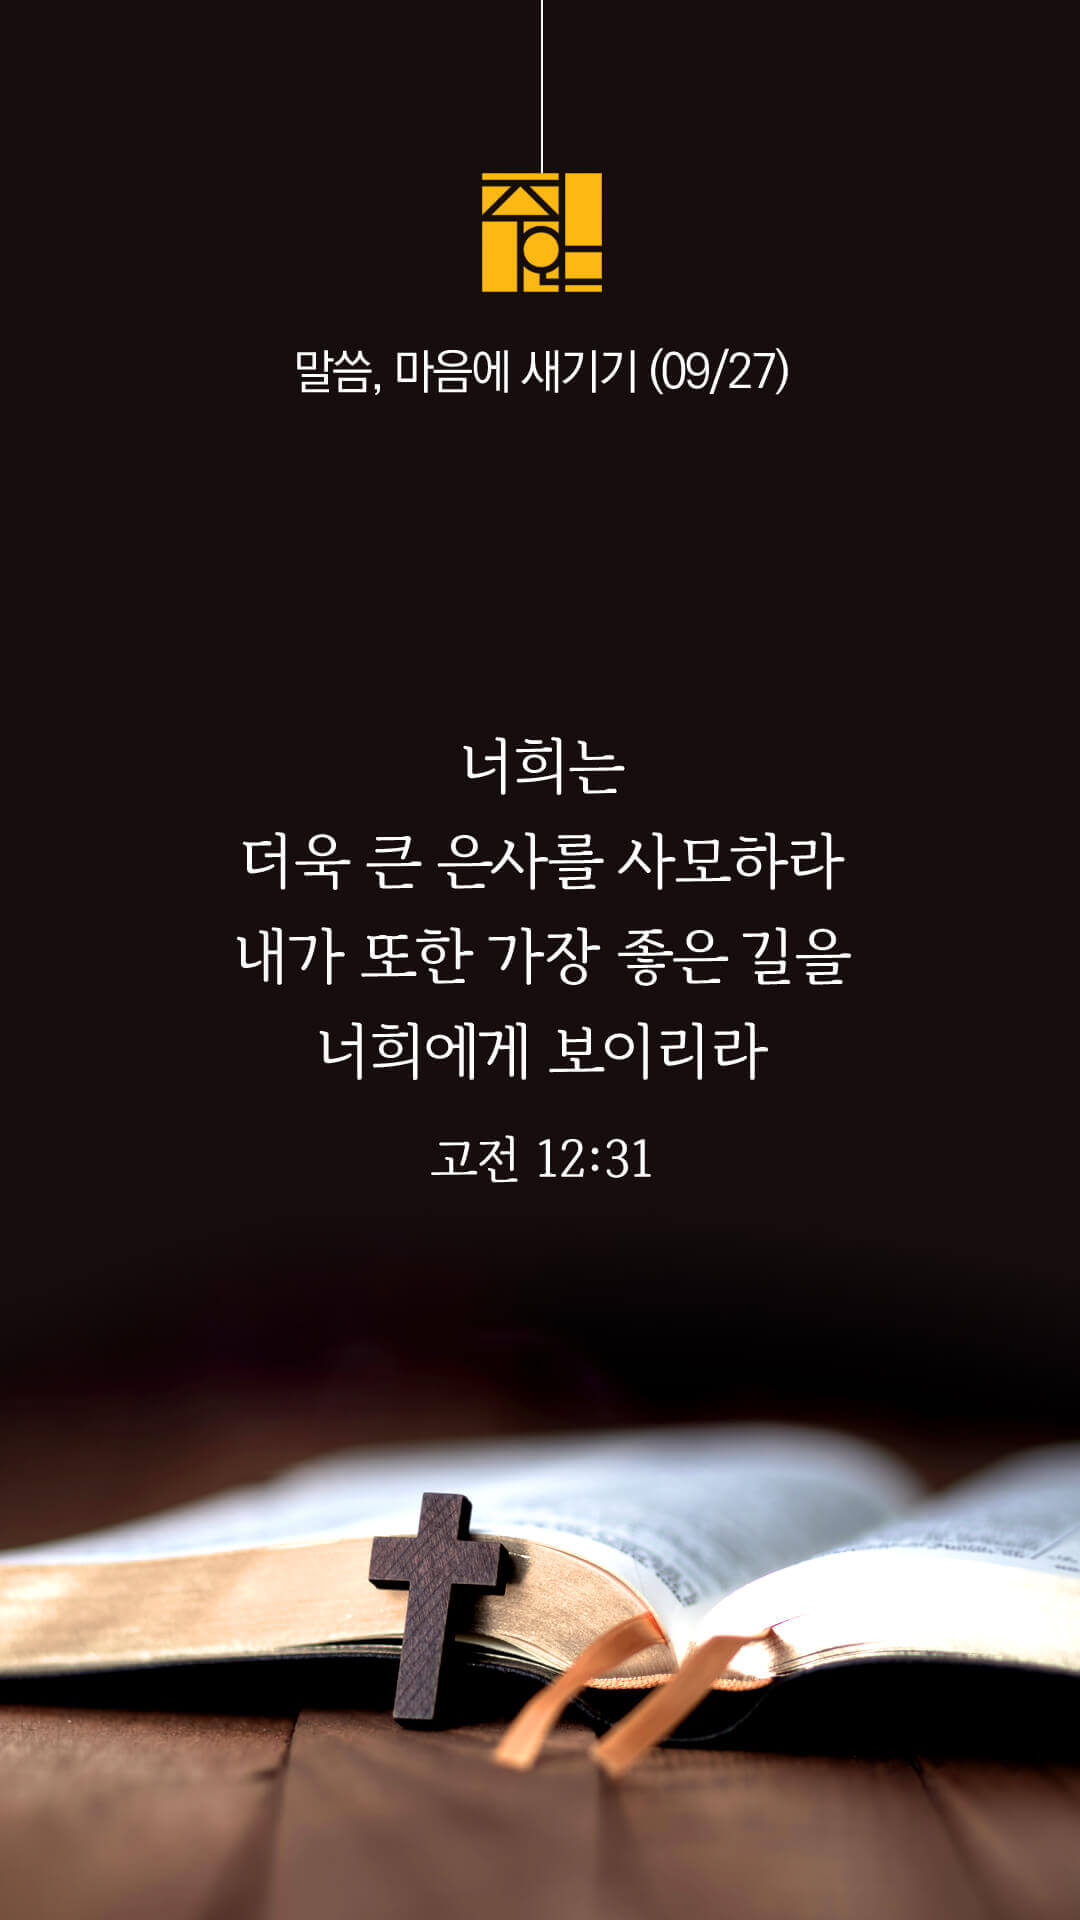 말씀, 마음에 새기기 (09/27)
너희는
더욱 큰 은사를 사모하라
내가 또한 가장 좋은 길을
너희에게 보이리라
고전 12:31